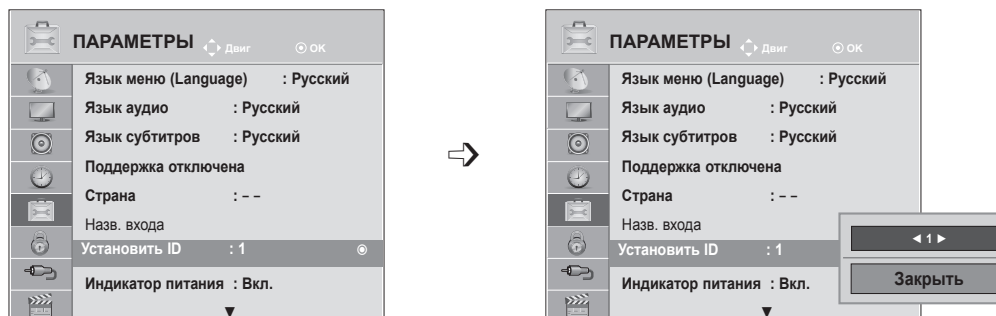 ПАРАМЕТРЫ Двиг ОК
Язык меню (Language) : Русский
Язык аудио : Русский
Язык субтитров : Русский
Поддержка отключена
Страна : – –
Назв. входа
Установить ID : 1
Индикатор питания : Вкл.
▼
ПАРАМЕТРЫ Двиг ОК
Язык меню (Language) : Русский
Язык аудио : Русский
Язык субтитров : Русский
Поддержка отключена
Страна : – –
Назв. входа
Установить ID : 1
◄ 1 ►
Закрыть
Индикатор питания : Вкл.
▼